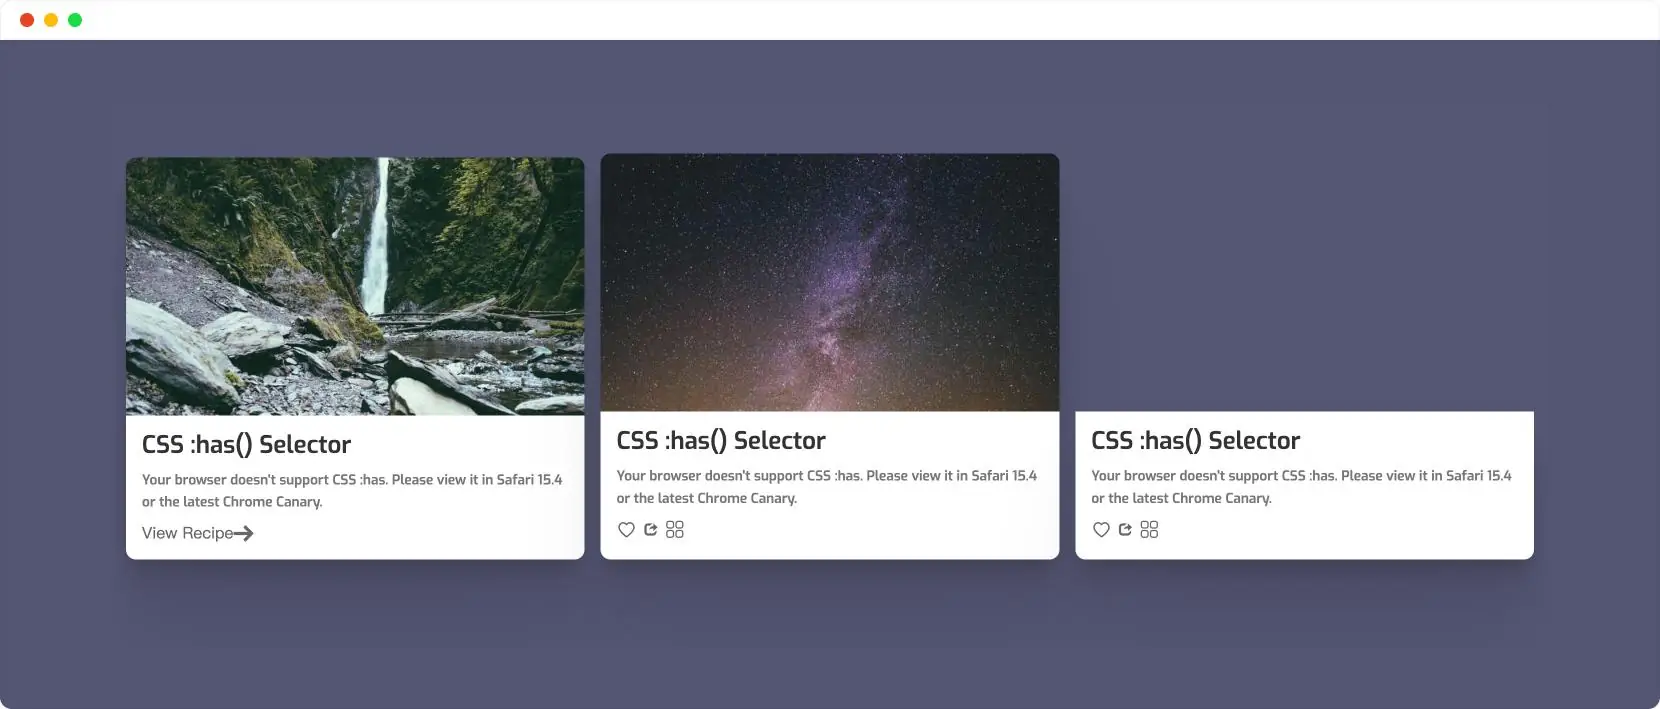 CSS :has() Selector
Your browser doesn't support CSS :has. Please view it in Safari 15.4
or the latest Chrome Canary.
View Recipe
CSS :has() Selector
Your browser doesn't support CSS :has. Please view it in Safari 15.4
or the latest Chrome Canary.
CSS :has() Selector
Your browser doesn't support CSS :has. Please view it in Safari 15.4
or the latest Chrome Canary.